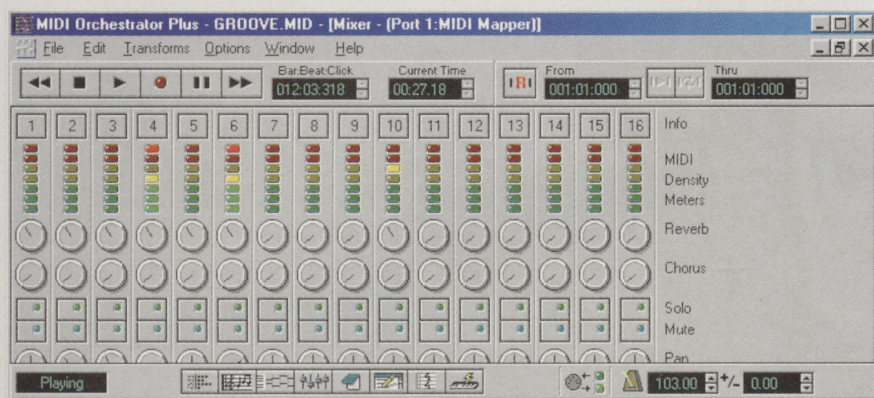 MIDI Orchestrator Plus - GROOVE.MID - [Mixer - (Port 1:MIDI Mapper)]
File Edit Transforms Options Window Help
Bar:Beat:Click Current Time From Thru
012:03:318 00:27.18 !R! 001:01:000 001:01:000
1 2 3 4 5 6 7 8 9 10 11 12 13 14 15 16 Info
MIDI
Density
Meters
Reverb
Chorus
Solo
Mute
Pan
Playing 103.00 +/- 0.00